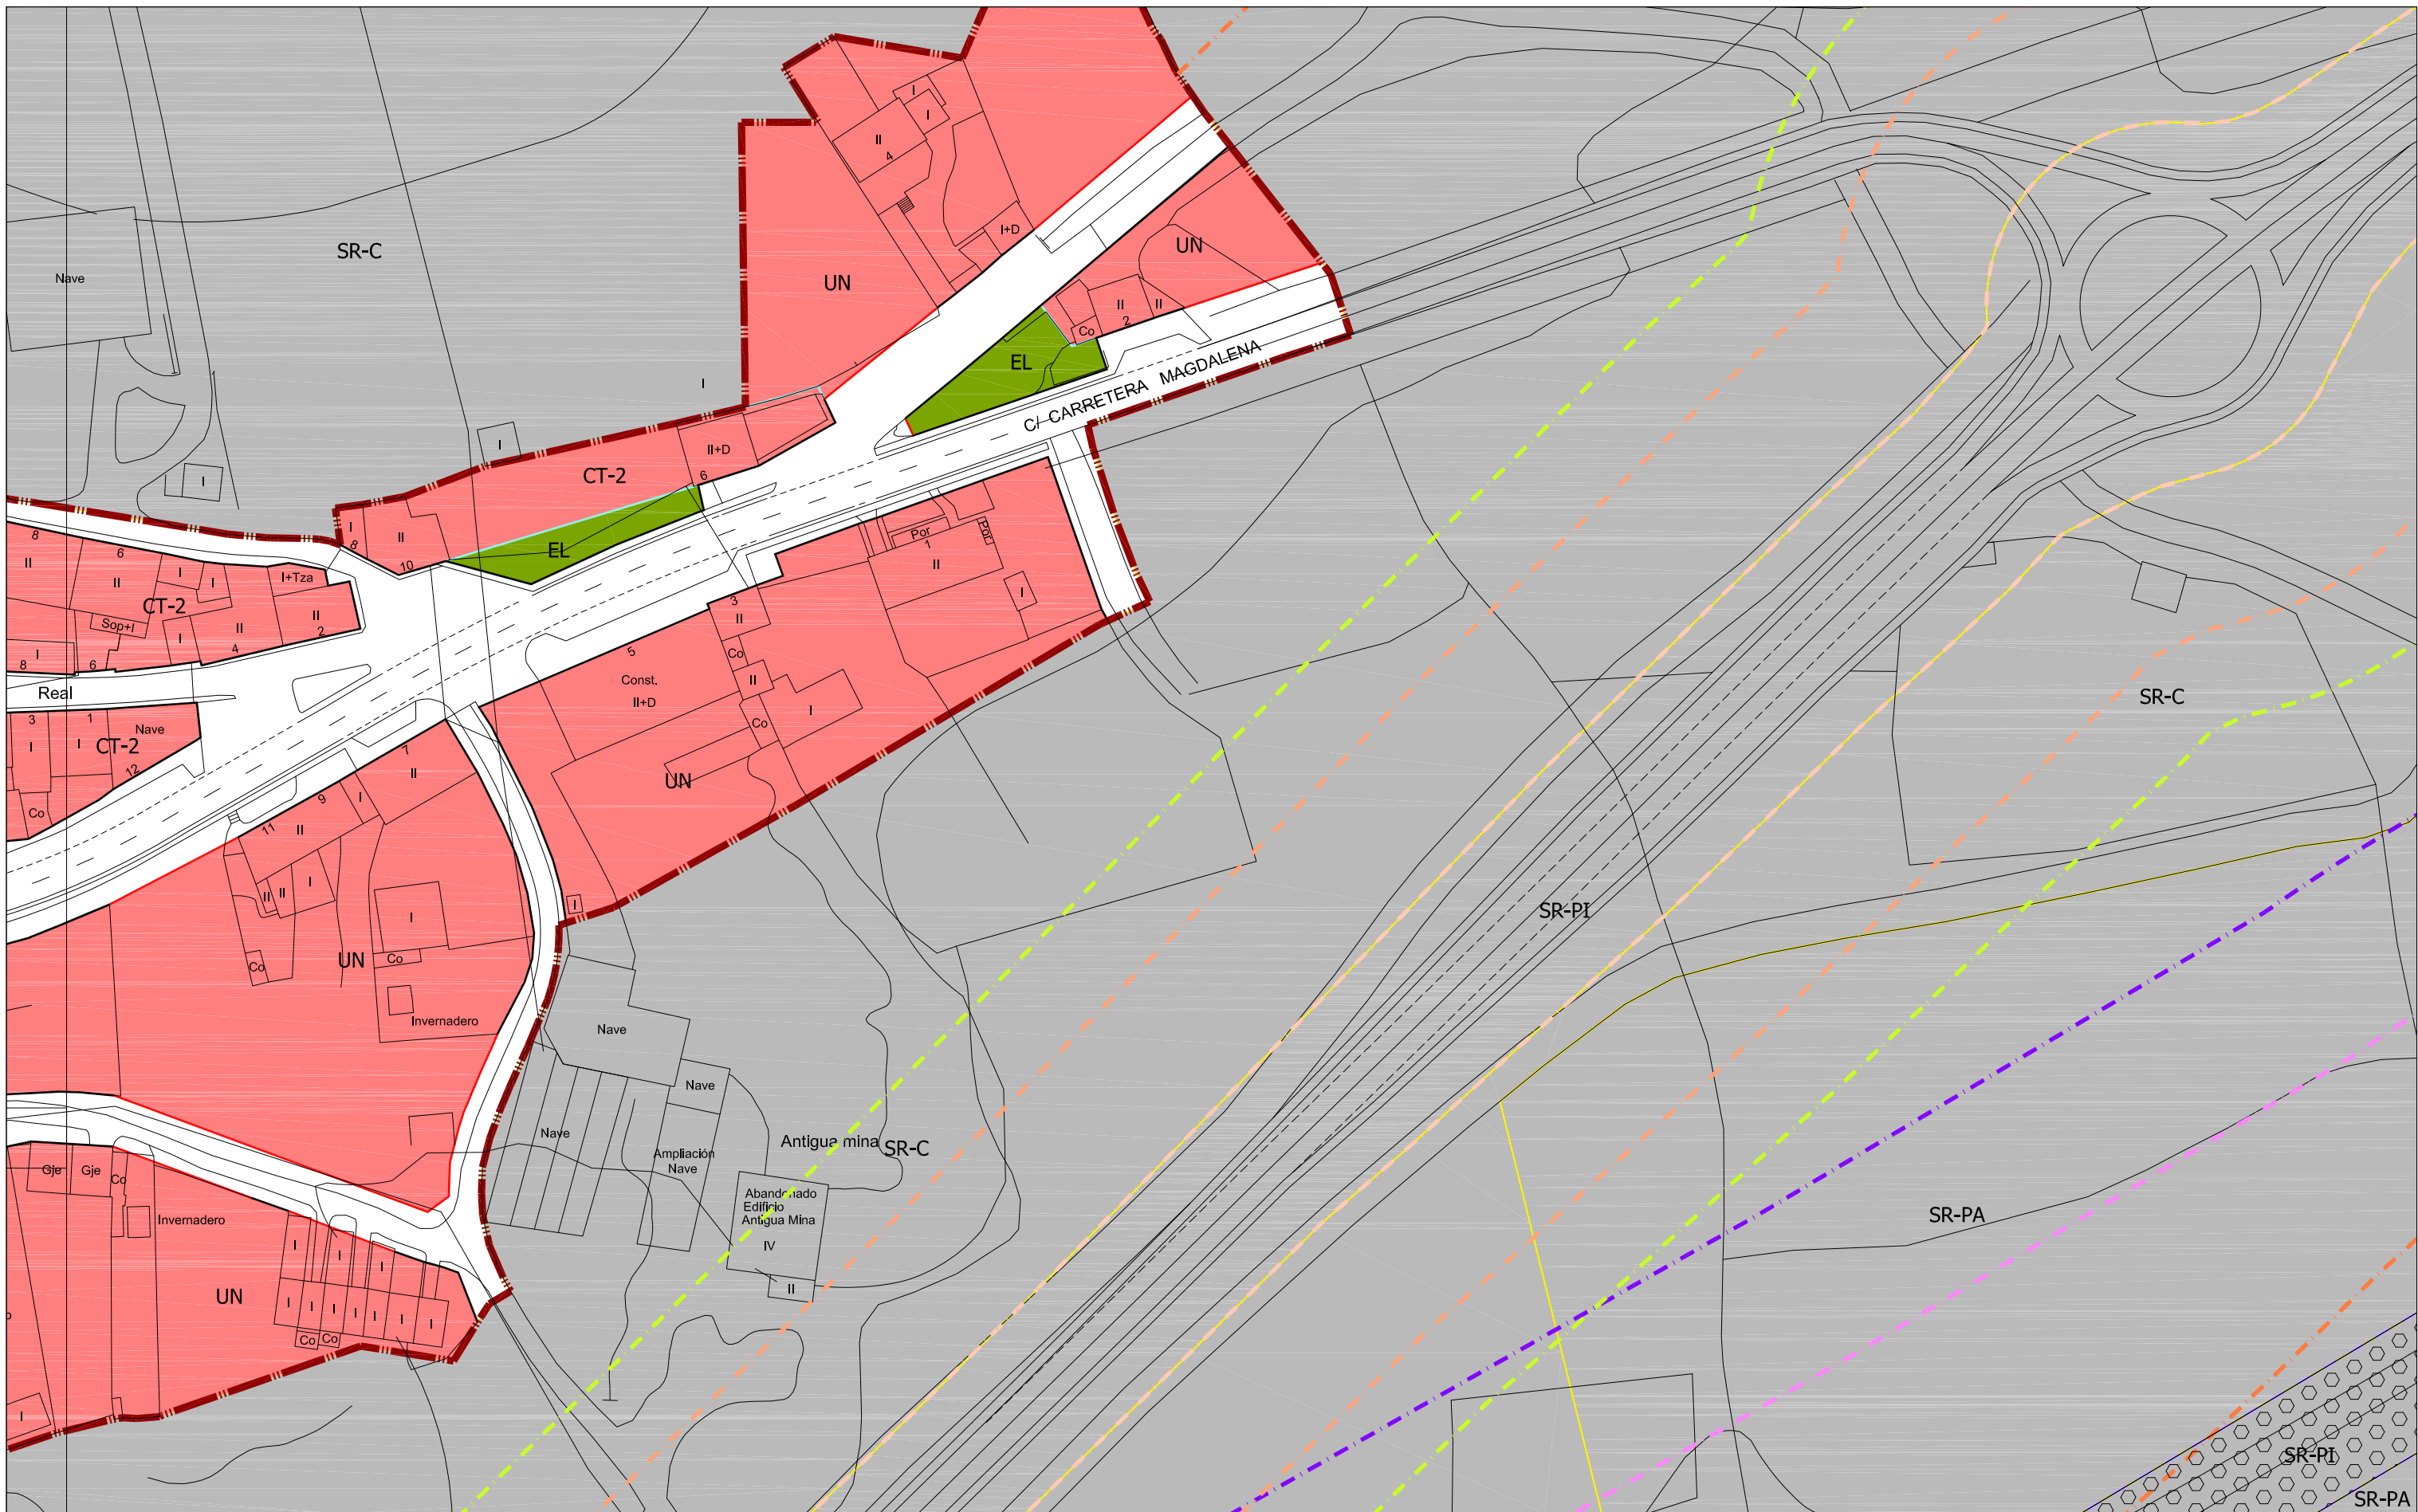 I
I
II
4
SR-C
I+D
UN
Nave
UN
II
II
2
Co
EL
C/ CARRETERA MAGDALENA
I
I
II+D
6
CT-2
I
I
8
II
10
EL
8
II
6
II
I
I
I+Tza
CT-2
Sop+I
I
II
4
II
2
I
8
6
Real
3
1
Nave
I
I
CT-2
12
Co
Por
1
Por
II
I
3
II
Co
II
5
Const.
II+D
Co
I
UN
SR-C
7
II
9
I
11
II
II
II
I
I
I
Co
Co
UN
Invernadero
SR-PI
Nave
Nave
Nave
Ampliación
Nave
Antigua mina
SR-C
Abandonado
Edificio
Antigua Mina
IV
II
Gje
Gje
Co
Invernadero
SR-PA
I
I
I
UN
I
I
I
I
I
I
I
Co
Co
I
SR-PI
SR-PA